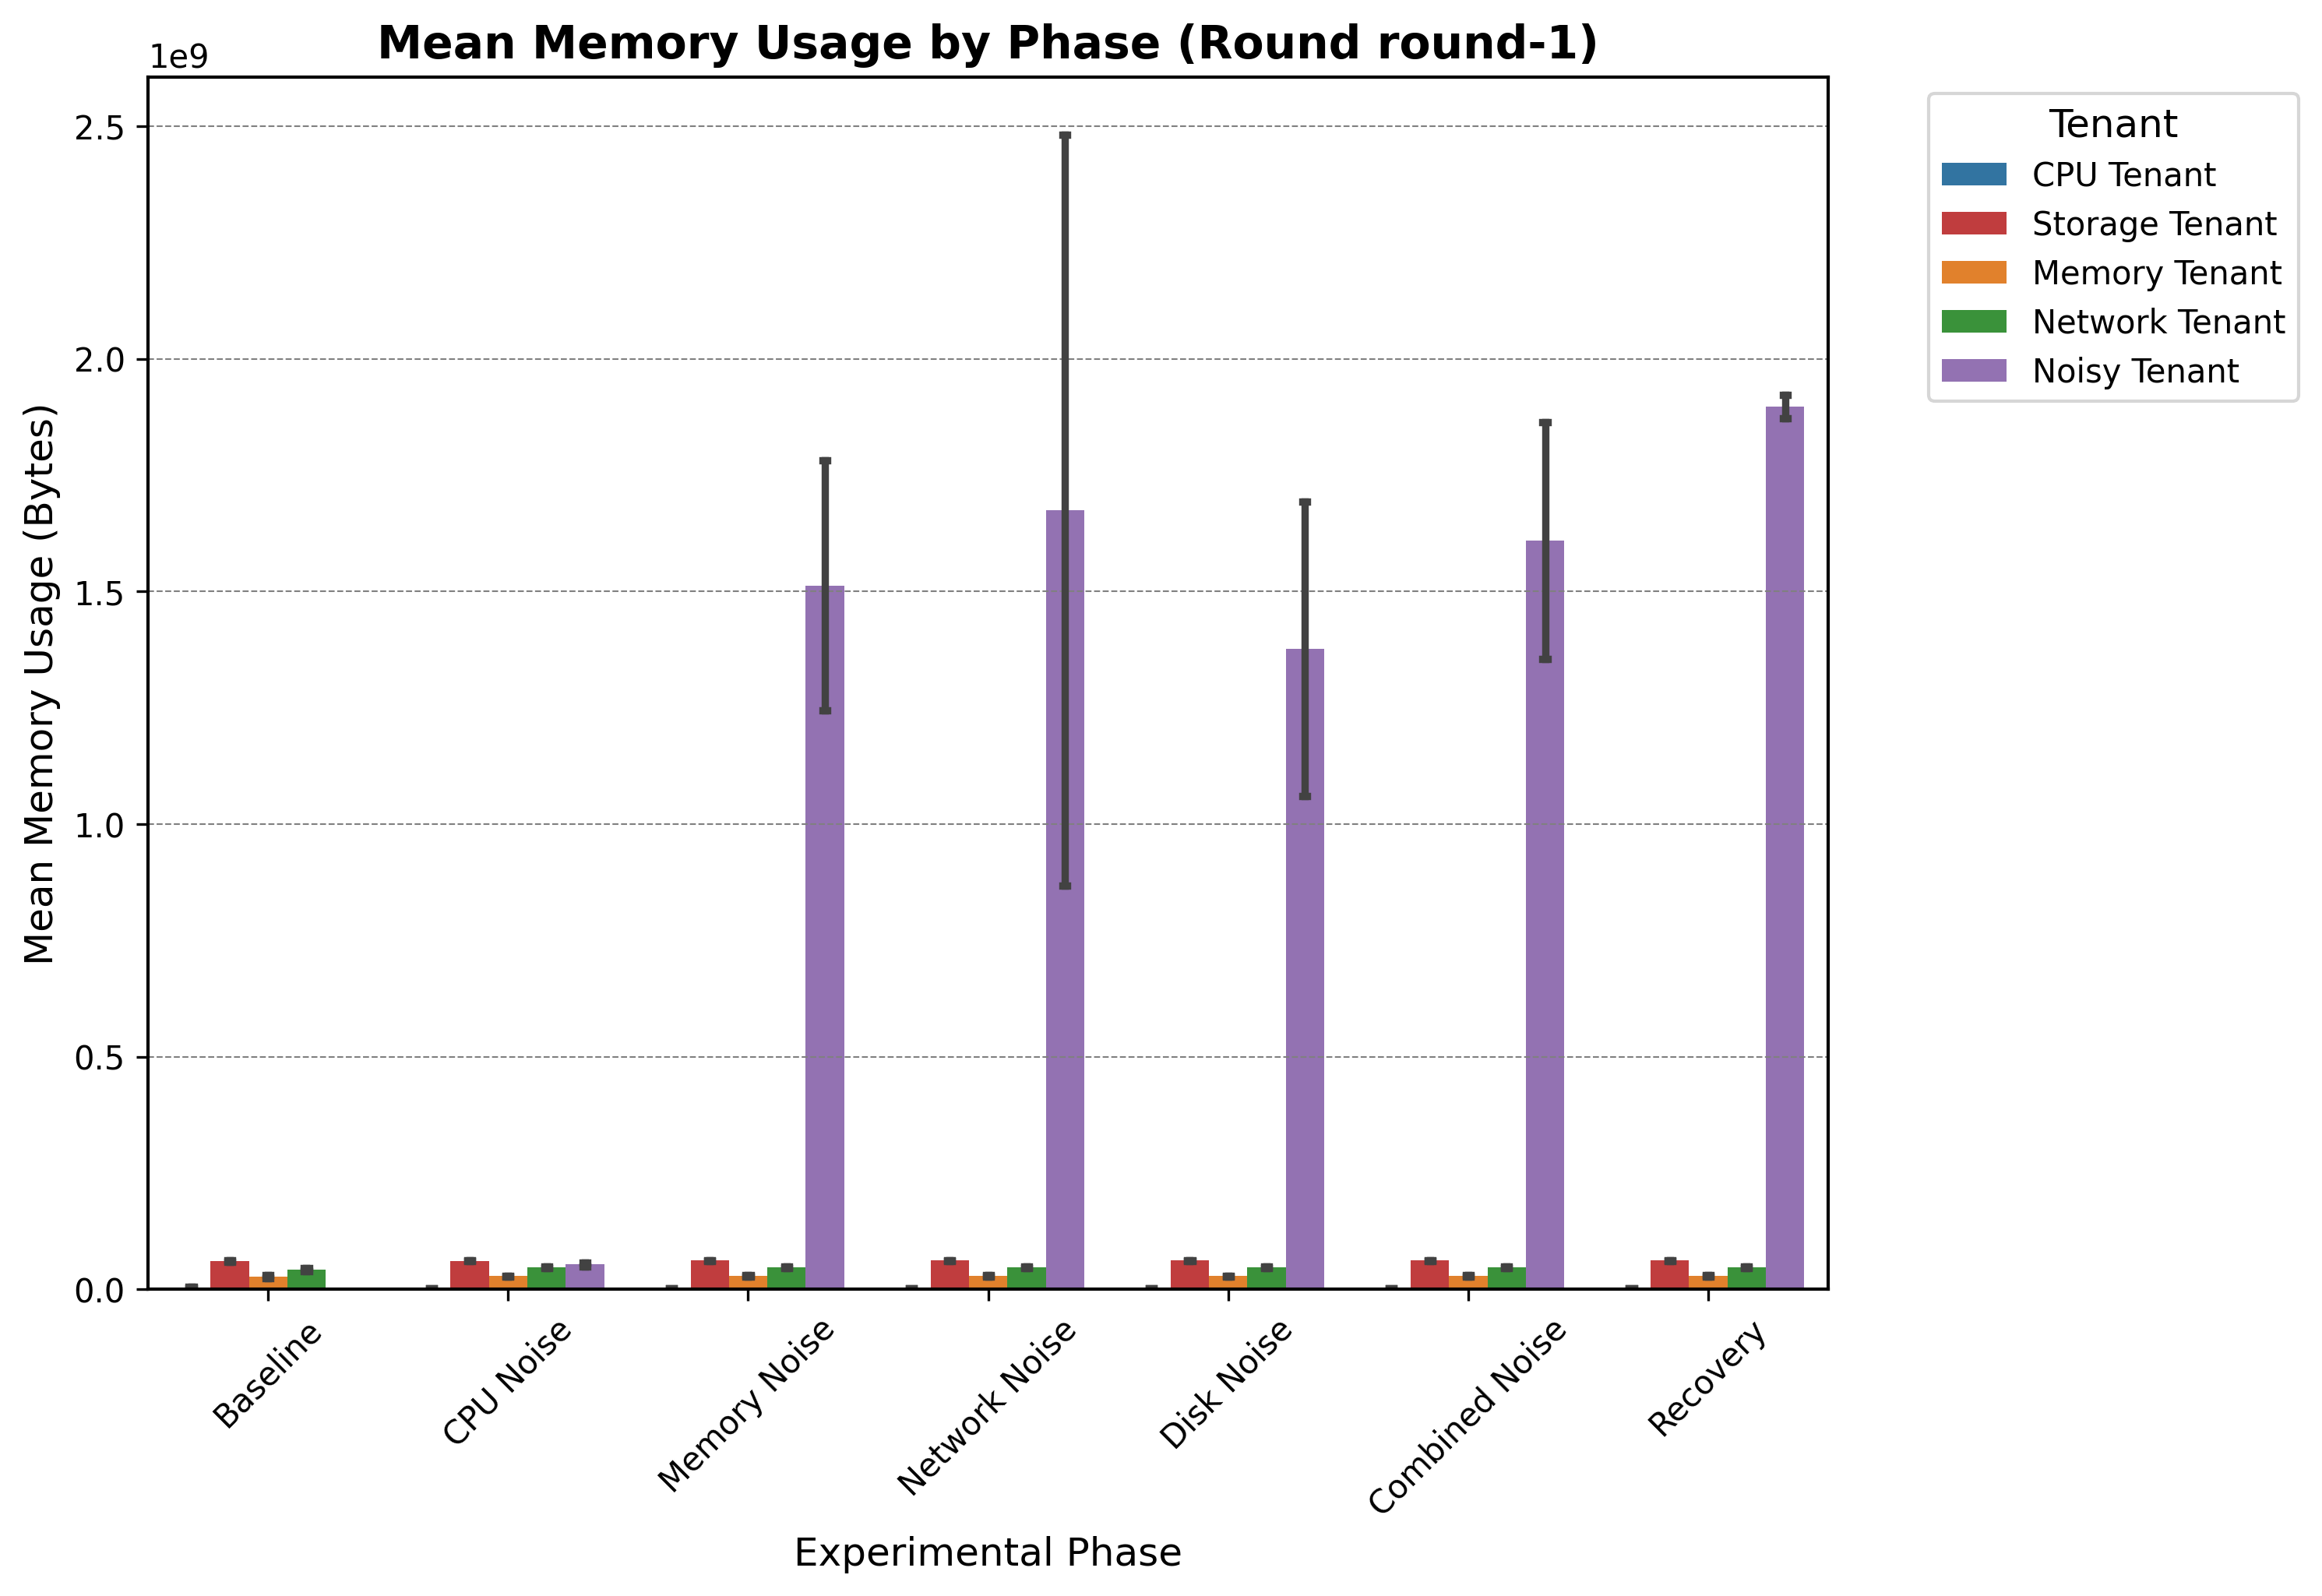 Mean Memory Usage by Phase (Round round-1)
1e9
2.5
2.0
1.5
1.0
0.5
0.0
Mean Memory Usage (Bytes)
Baseline
CPU Noise
Memory Noise
Network Noise
Disk Noise
Combined Noise
Recovery
Experimental Phase
Tenant
CPU Tenant
Storage Tenant
Memory Tenant
Network Tenant
Noisy Tenant